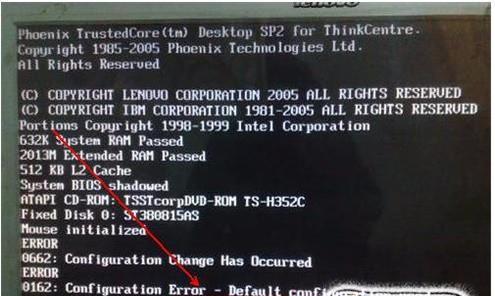 lenovo
Phoenix TrustedCore(tm) Desktop SP2 for ThinkCentre.
Copyright 1985-2005 Phoenix Technologies Ltd.
All Rights Reserved
(C) COPYRIGHT LENOVO CORPORATION 2005 ALL RIGHTS RESERVED
(C) COPYRIGHT IBM CORPORATION 1981-2005 ALL RIGHTS RESERVED
Portions Copyright 1998-1999 Intel Corporation
632K System RAM Passed
2013M Extended RAM Passed
512 KB L2 Cache
System BIOS shadowed
ATAPI CD-ROM: TSSTcorpDVD-ROM TS-H352C
Fixed Disk 0: ST380815AS
Mouse initialized
ERROR
0662: Configuration Change Has Occurred
ERROR
0162: Configuration Error - Default